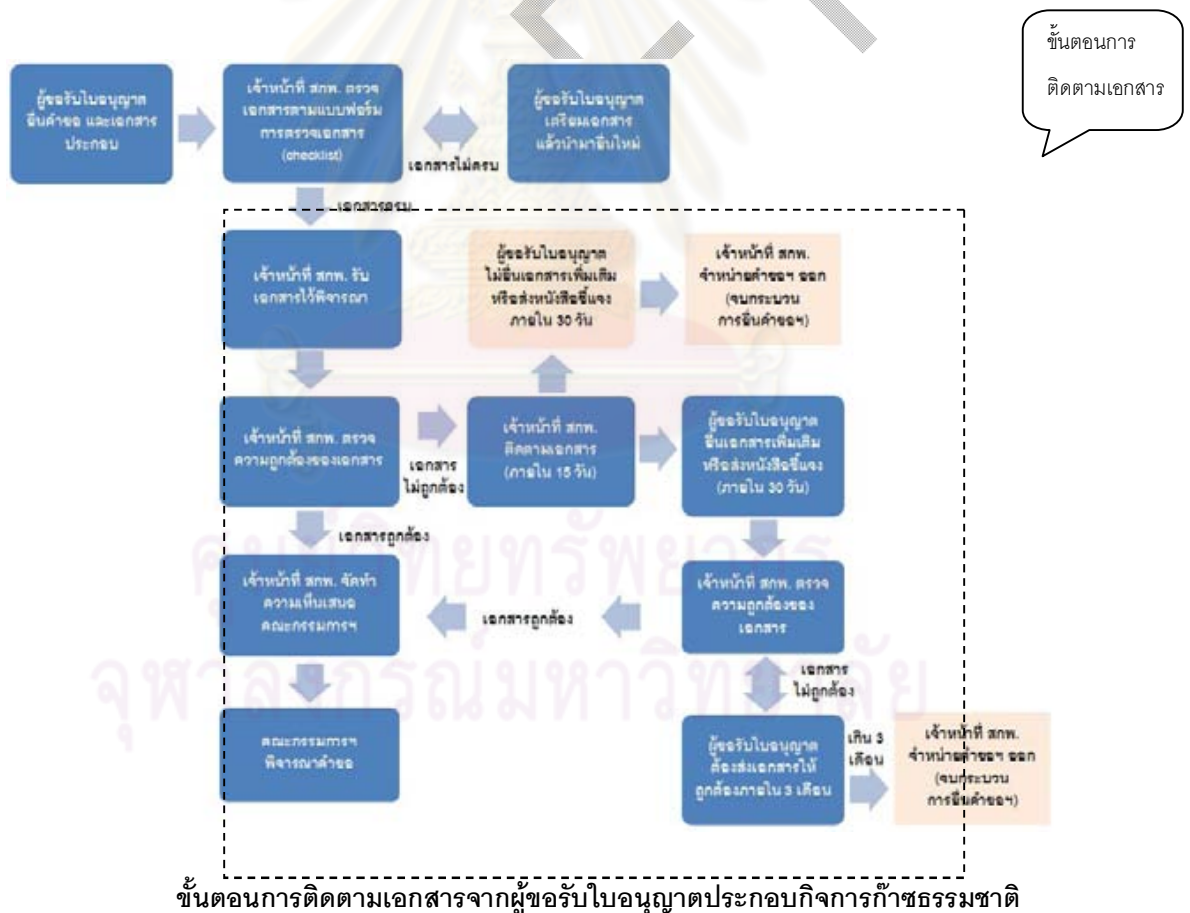 ขั้นตอนการ
ติดตามเอกสาร
ผู้ขอรับใบอนุญาต
ยื่นคำขอ และเอกสาร
ประกอบ
เจ้าหน้าที่ สกพ. ตรวจ
เอกสารตามแบบฟอร์ม
การตรวจเอกสาร
(checklist)
เอกสารไม่ครบ
ผู้ขอรับใบอนุญาต
เตรียมเอกสาร
แล้วนำมายื่นใหม่
เอกสารครบ
เจ้าหน้าที่ สกพ. รับ
เอกสารไว้พิจารณา
ผู้ขอรับใบอนุญาต
ไม่ยื่นเอกสารเพิ่มเติม
หรือส่งหนังสือชี้แจง
ภายใน 30 วัน
เจ้าหน้าที่ สกพ.
จำหน่ายคำขอฯ ออก
(จบกระบวน
การยื่นคำขอฯ)
เจ้าหน้าที่ สกพ. ตรวจ
ความถูกต้องของเอกสาร
เอกสาร
ไม่ถูกต้อง
เจ้าหน้าที่ สกพ.
ติดตามเอกสาร
(ภายใน 15 วัน)
ผู้ขอรับใบอนุญาต
ยื่นเอกสารเพิ่มเติม
หรือส่งหนังสือชี้แจง
(ภายใน 30 วัน)
เอกสารถูกต้อง
เจ้าหน้าที่ สกพ. จัดทำ
ความเห็นเสนอ
คณะกรรมการฯ
เอกสารถูกต้อง
เจ้าหน้าที่ สกพ. ตรวจ
ความถูกต้องของ
เอกสาร
เอกสาร
ไม่ถูกต้อง
คณะกรรมการฯ
พิจารณาคำขอ
ผู้ขอรับใบอนุญาต
ต้องส่งเอกสารให้
ถูกต้องภายใน 3 เดือน
เกิน 3
เดือน
เจ้าหน้าที่ สกพ.
จำหน่ายคำขอฯ ออก
(จบกระบวน
การยื่นคำขอฯ)
ศูนย์วิทยทรัพยากร
จุฬาลงกรณ์มหาวิทยาลัย
ขั้นตอนการติดตามเอกสารจากผู้ขอรับใบอนุญาตประกอบกิจการก๊าซธรรมชาติ